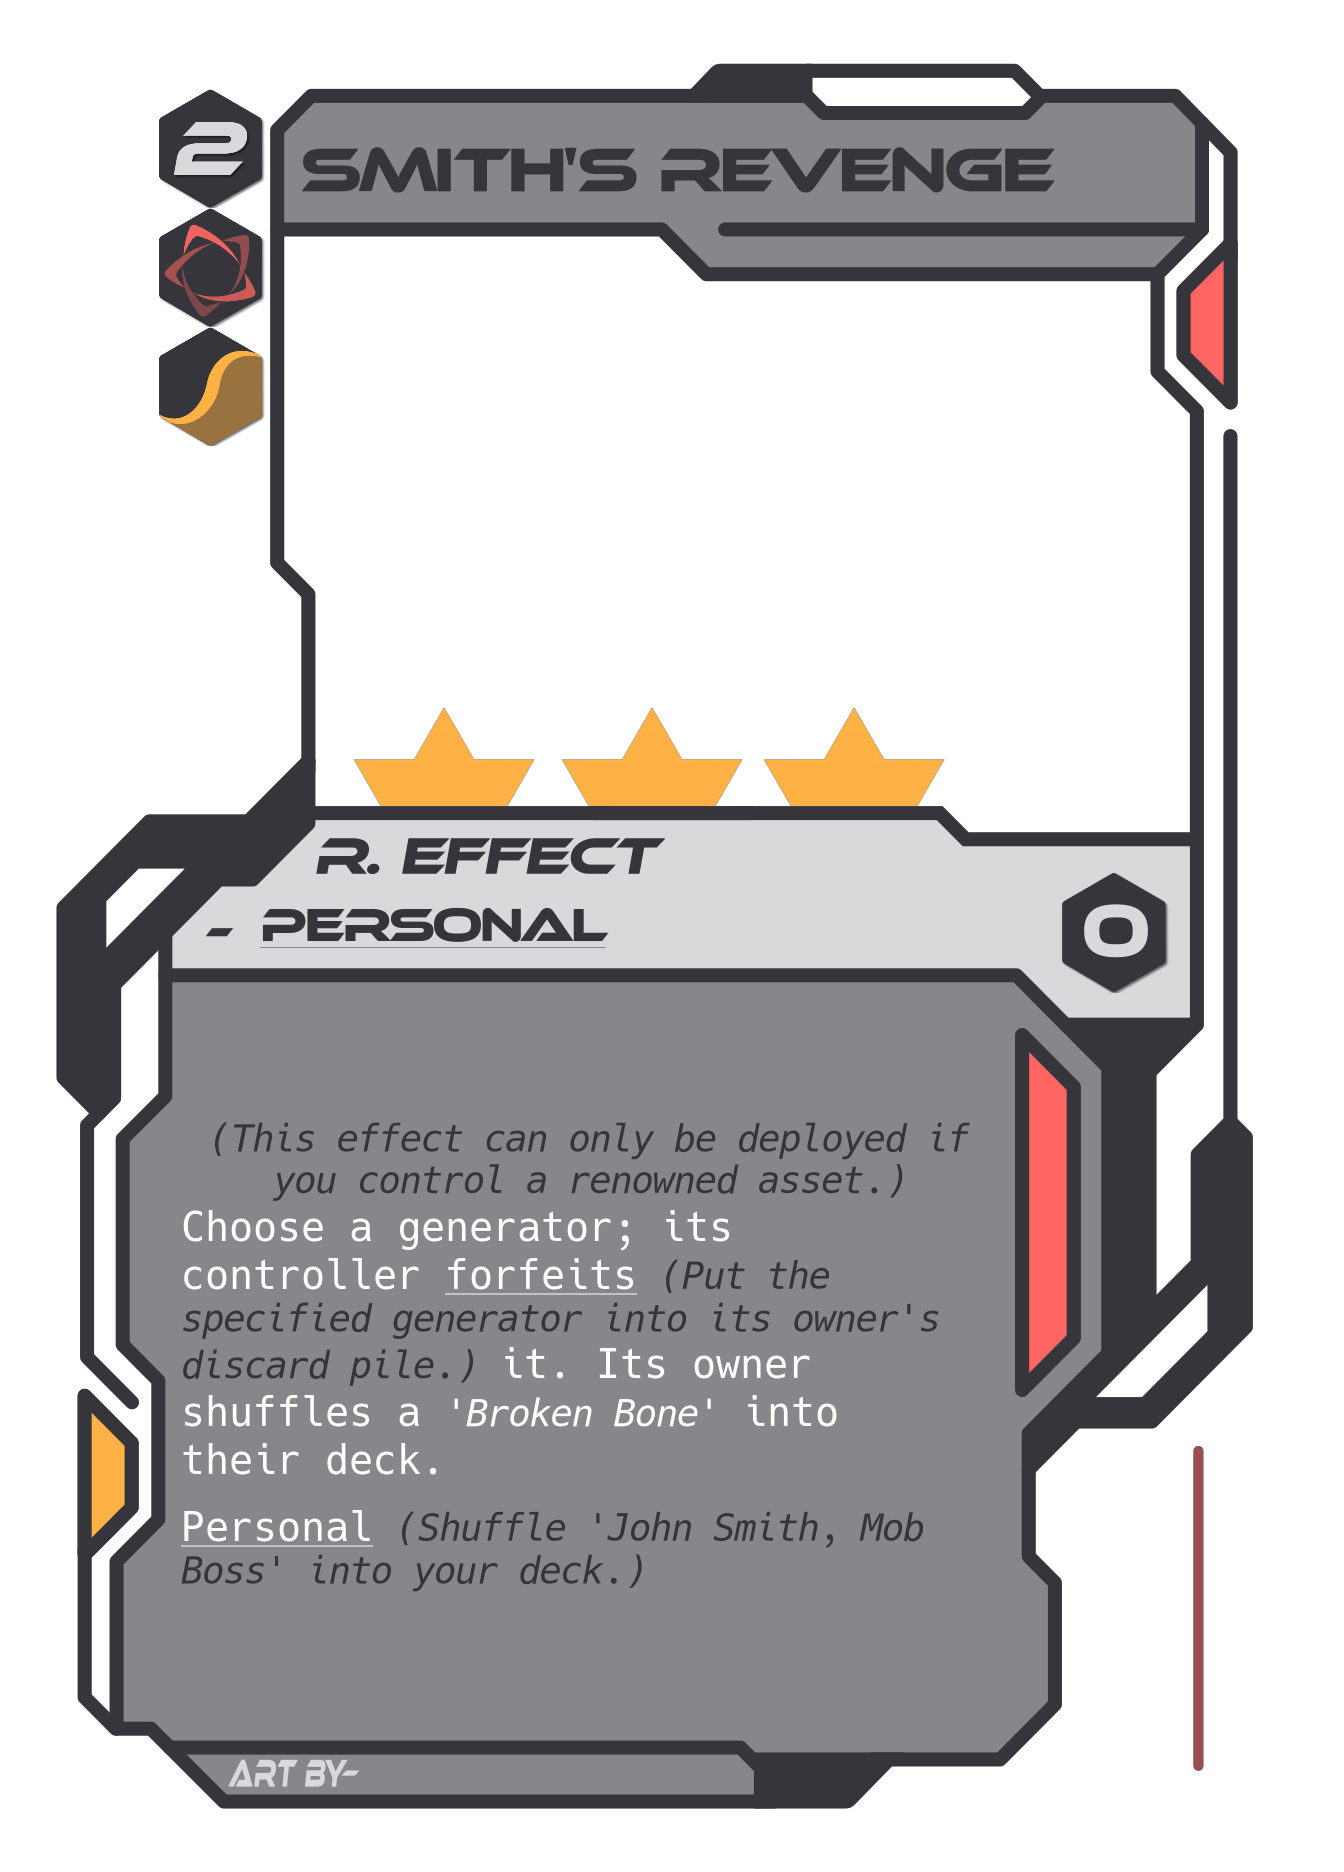 2
SMITH'S REVENGE
R. EFFECT
- PERSONAL
0
(This effect can only be deployed if
you control a renowned asset.)
Choose a generator; its
controller forfeits (Put the
specified generator into its owner's
discard pile.) it. Its owner
shuffles a 'Broken Bone' into
their deck.
Personal (Shuffle 'John Smith, Mob
Boss' into your deck.)
ART BY-